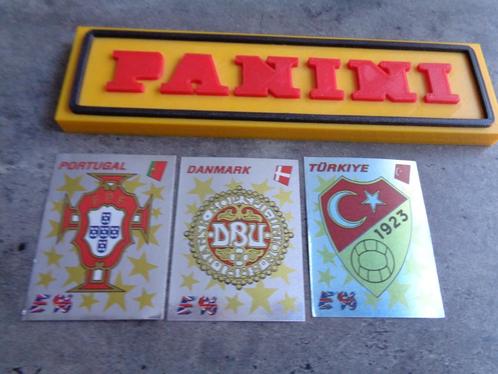 PANINI
PORTUGAL
DANMARK
TÜRKIYE
DBU
1923